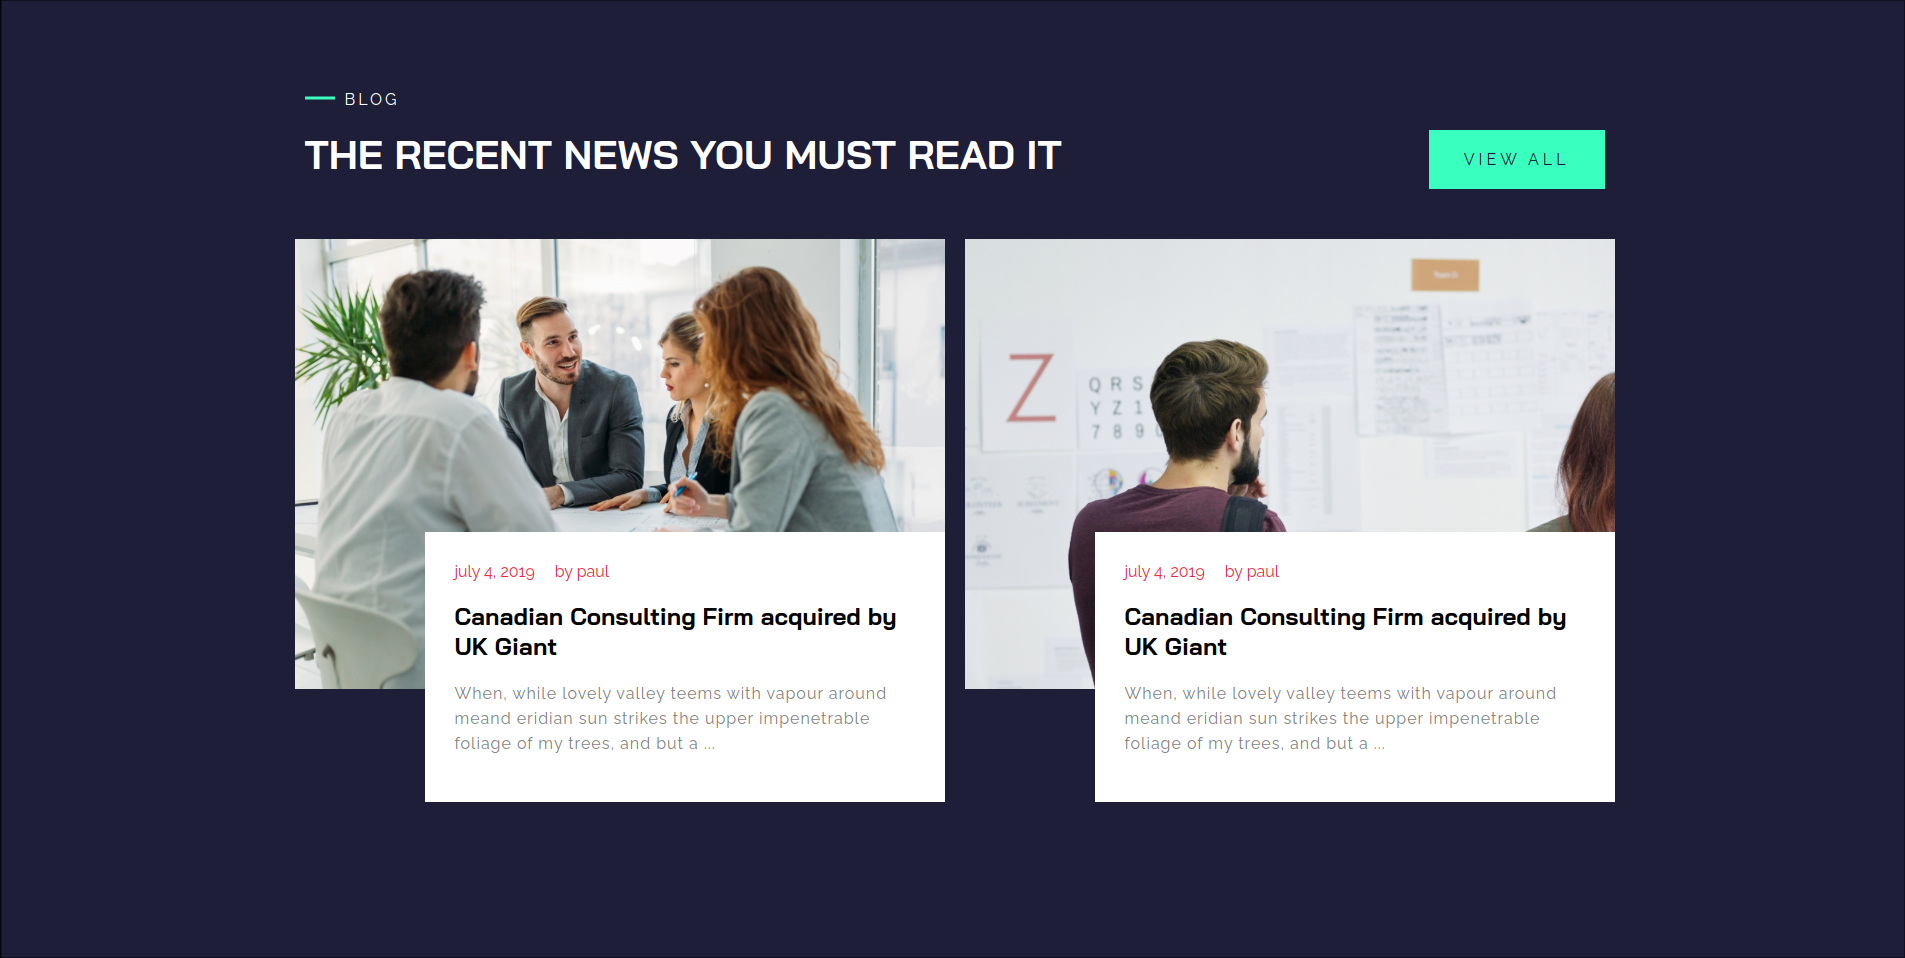 BLOG
THE RECENT NEWS YOU MUST READ IT
VIEW ALL
Z
Q R S
Y Z 1
7 8 9
july 4, 2019 by paul
Canadian Consulting Firm acquired by
UK Giant
When, while lovely valley teems with vapour around
meand eridian sun strikes the upper impenetrable
foliage of my trees, and but a ...
july 4, 2019 by paul
Canadian Consulting Firm acquired by
UK Giant
When, while lovely valley teems with vapour around
meand eridian sun strikes the upper impenetrable
foliage of my trees, and but a ...